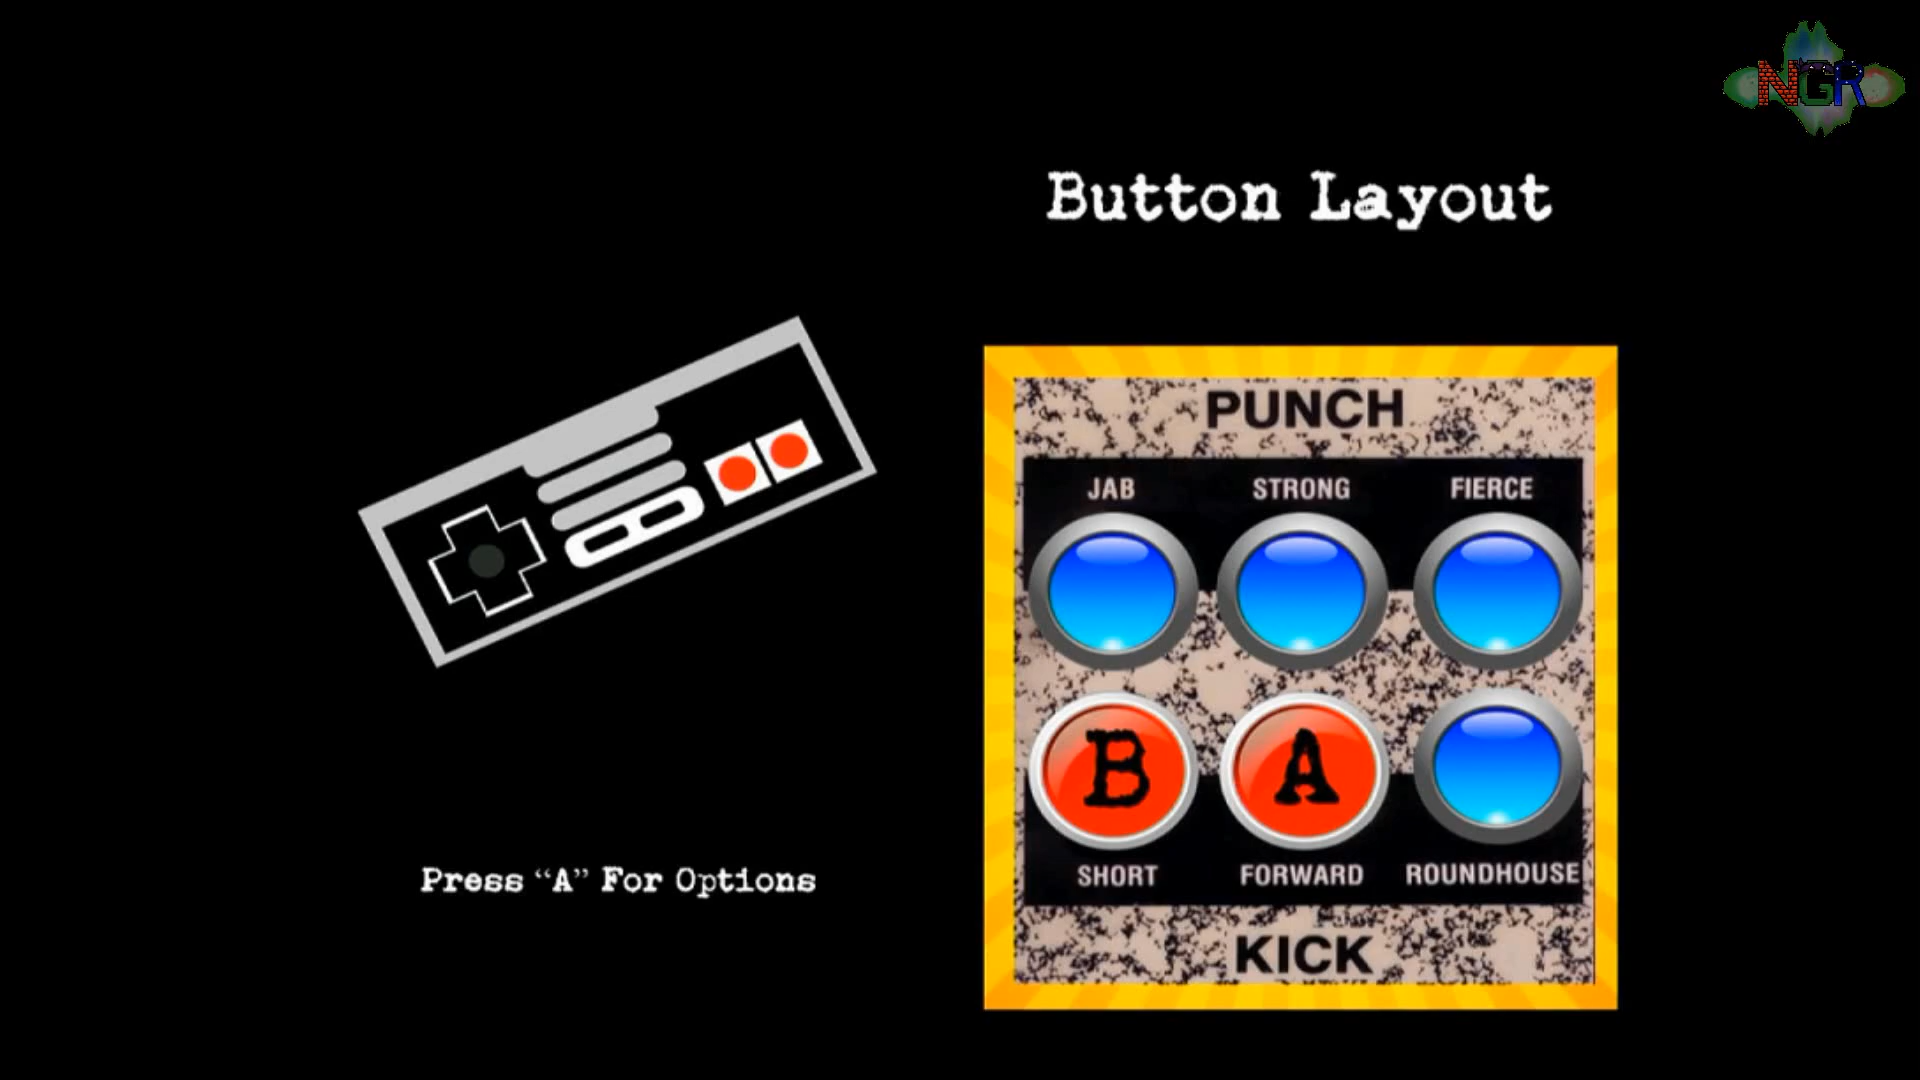 NGR
Button Layout
PUNCH
JAB STRONG FIERCE
B A
SHORT FORWARD ROUNDHOUSE
KICK
Press “A” For Options